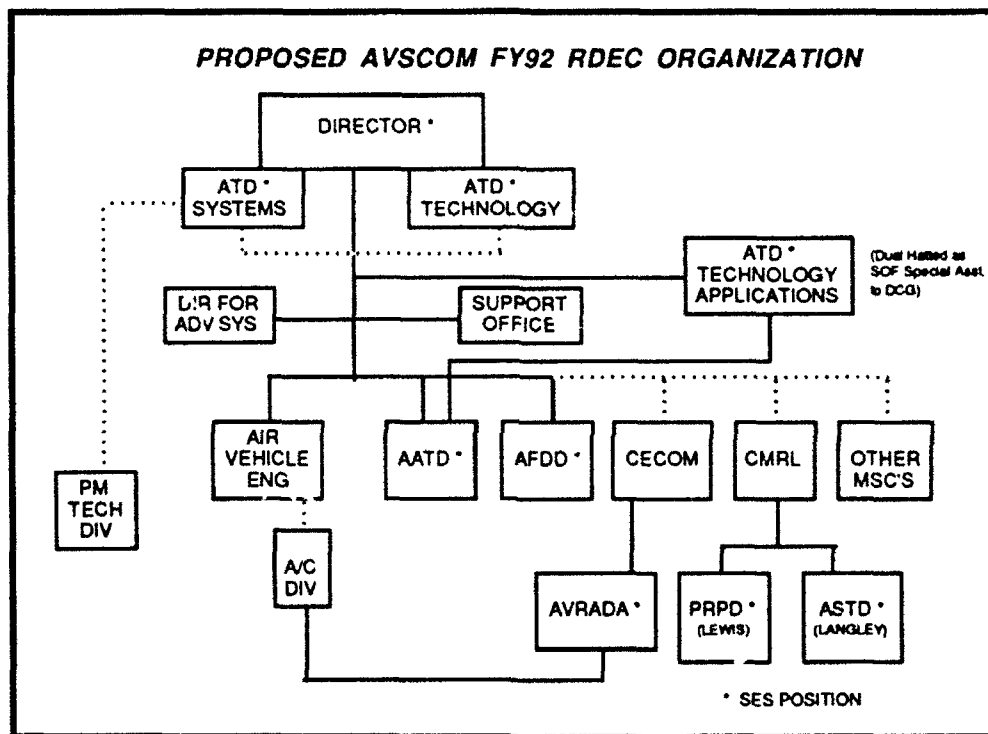 PROPOSED AVSCOM FY92 RDEC ORGANIZATION
DIRECTOR *
ATD *
SYSTEMS
ATD *
TECHNOLOGY
ATD *
TECHNOLOGY
APPLICATIONS
(Dual Hatted as
SOF Special Asst.
to DCG)
DIR FOR
ADV SYS
SUPPORT
OFFICE
AIR
VEHICLE
ENG
AATD *
AFDD *
CECOM
CMRL
OTHER
MSC'S
PM
TECH
DIV
A/C
DIV
AVRADA *
PRPD *
(LEWIS)
ASTD *
(LANGLEY)
* SES POSITION